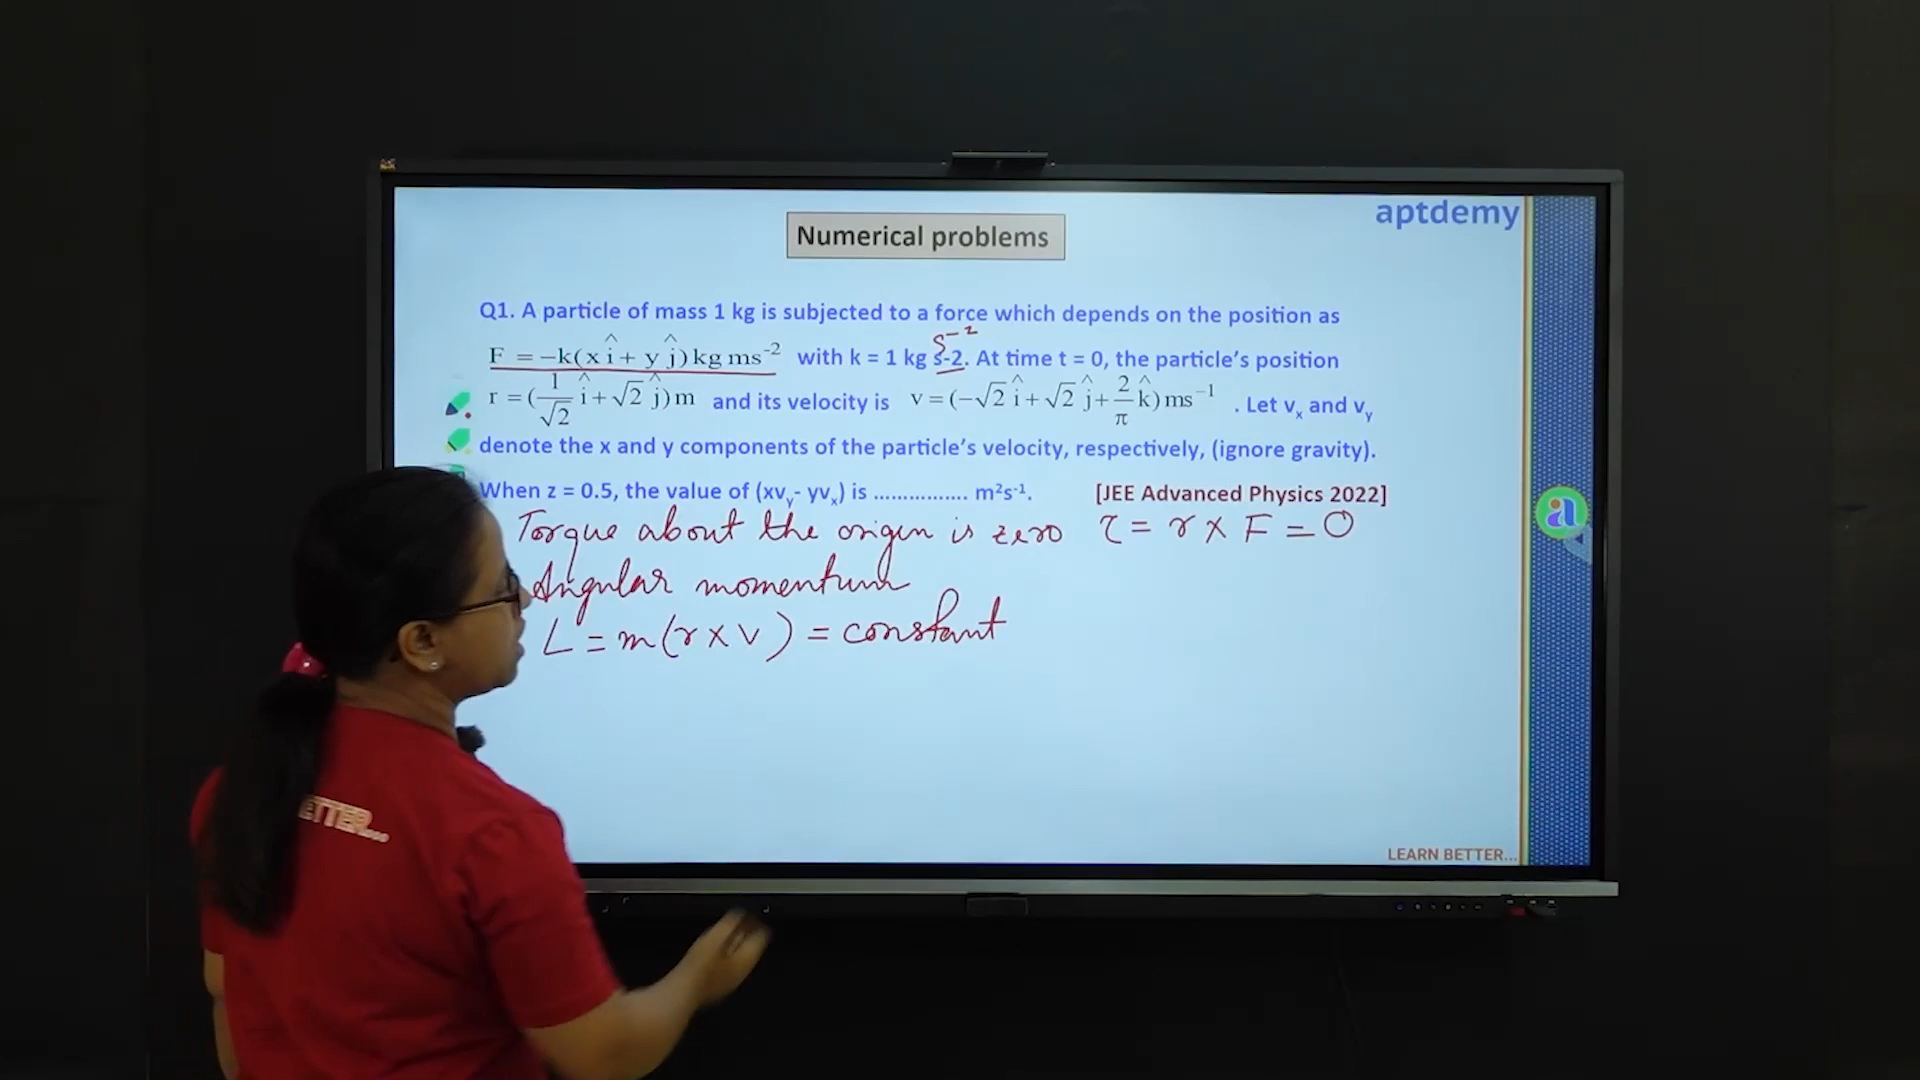 aptdemy
Numerical problems
Q1. A particle of mass 1 kg is subjected to a force which depends on the position as
s⁻²
F = −k(x î + y ĵ) kg ms⁻² with k = 1 kg s-2. At time t = 0, the particle's position
r = (1/√2 î + √2 ĵ) m and its velocity is v = (−√2 î + √2 ĵ + 2/π k̂) ms⁻¹ . Let vₓ and v_y
denote the x and y components of the particle's velocity, respectively, (ignore gravity).
When z = 0.5, the value of (xv_y- yvₓ) is ................ m²s⁻¹. [JEE Advanced Physics 2022]
Torque about the origin is zero τ = r × F = 0
Angular momentum
L = m(r × v) = constant
a
ETTER...
LEARN BETTER...